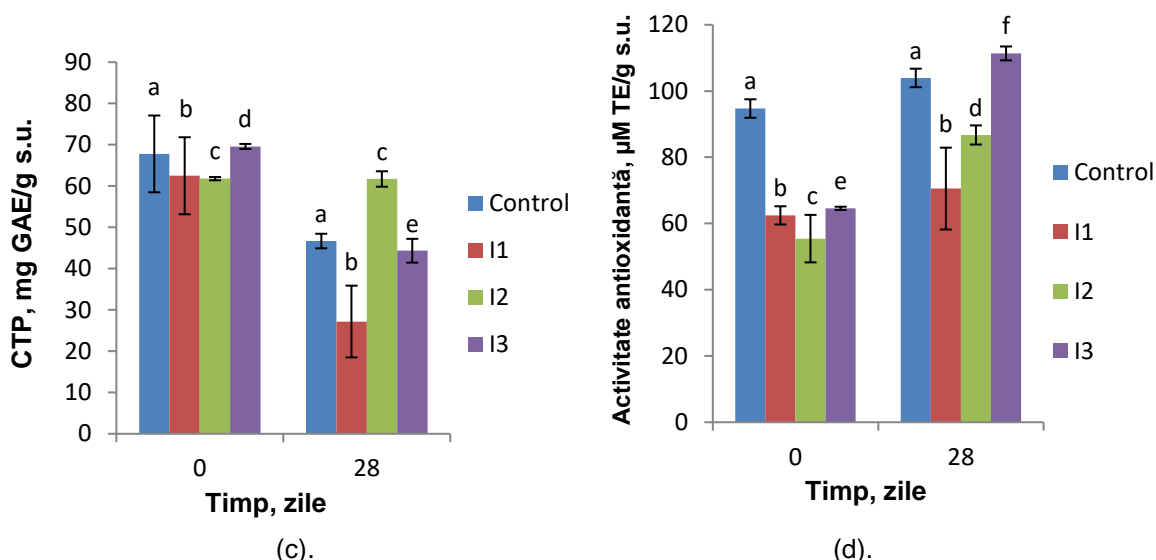 CTP, mg GAE/g s.u.
90
80
70
60
50
40
30
20
10
0
a
b
c
d
a
b
c
e
0
28
Timp, zile
Control
I1
I2
I3
(c).
Activitate antioxidantă, µM TE/g s.u.
120
100
80
60
40
20
0
a
b
c
e
a
b
d
f
0
28
Timp, zile
Control
I1
I2
I3
(d).